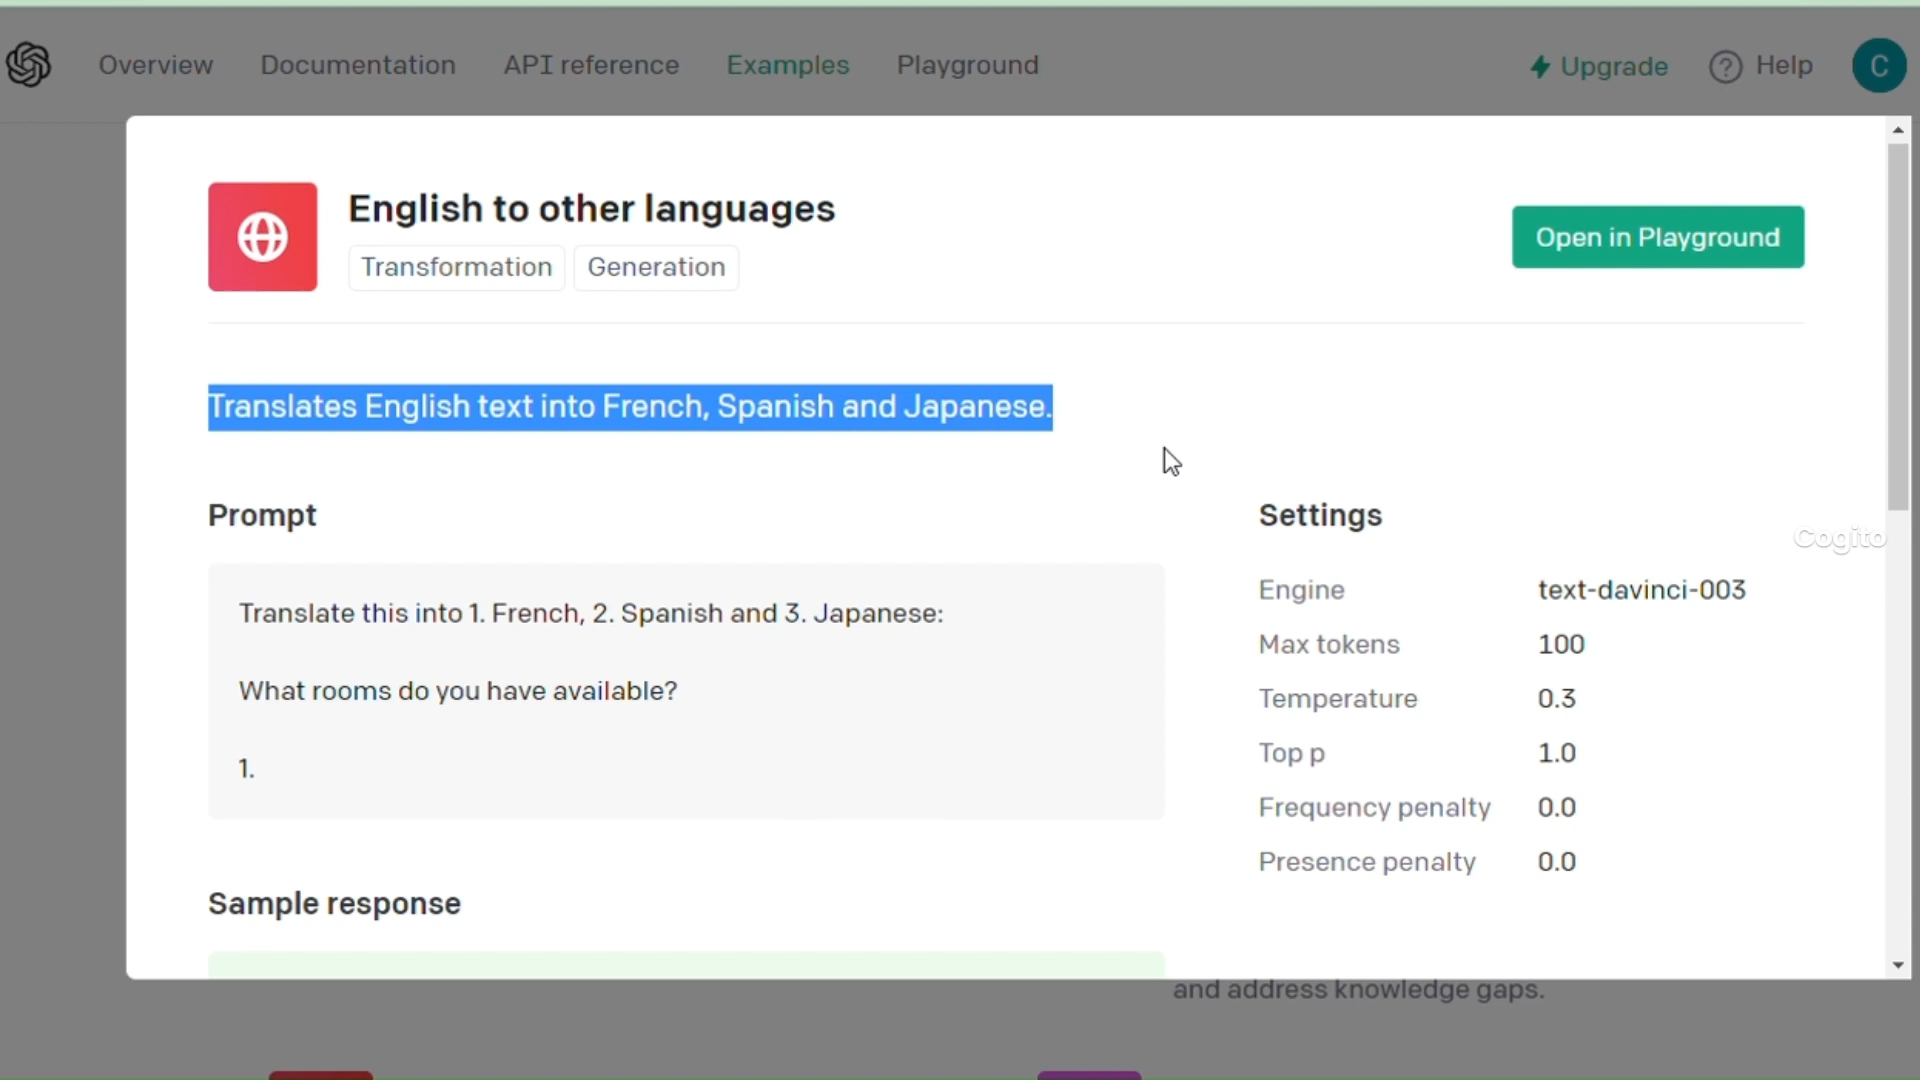 Overview Documentation API reference Examples Playground Upgrade ? Help C
English to other languages
Transformation Generation
Open in Playground
Translates English text into French, Spanish and Japanese.
Prompt
Translate this into 1. French, 2. Spanish and 3. Japanese:
What rooms do you have available?
1.
Sample response
Settings
Cogito
Engine text-davinci-003
Max tokens 100
Temperature 0.3
Top p 1.0
Frequency penalty 0.0
Presence penalty 0.0
and address knowledge gaps.